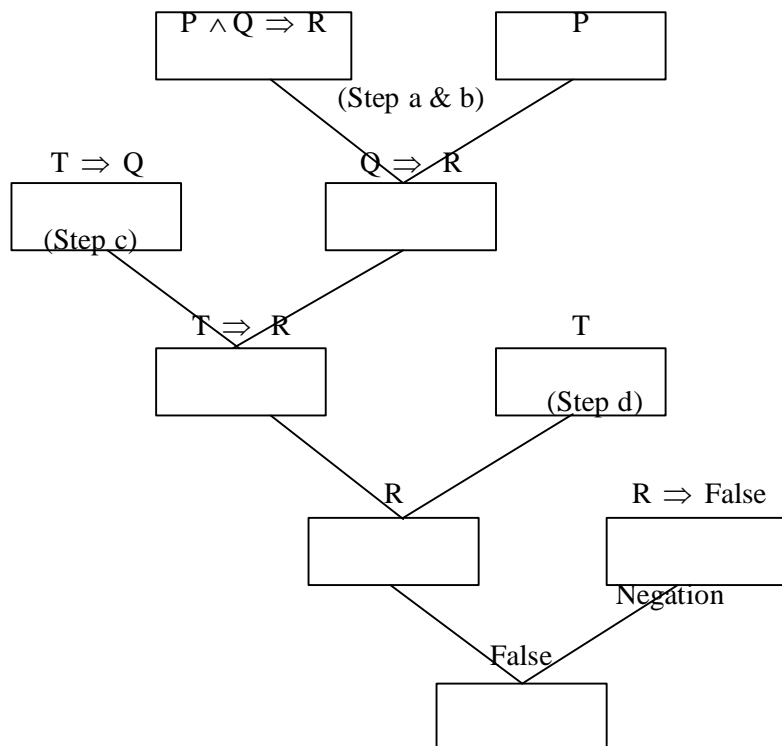 P ∧ Q ⇒ R
P
(Step a & b)
T ⇒ Q
Q ⇒ R
(Step c)
T ⇒ R
T
(Step d)
R
R ⇒ False
Negation
False